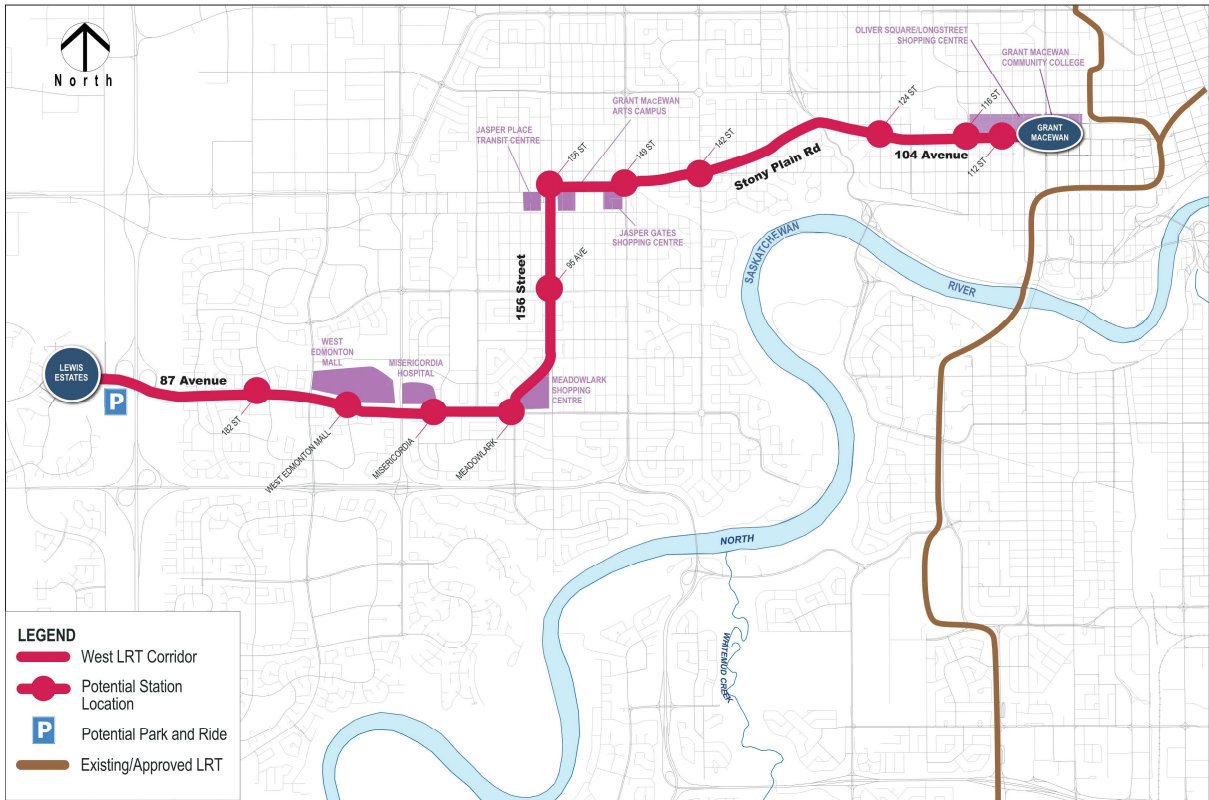 North
OLIVER SQUARE/LONGSTREET
SHOPPING CENTRE
GRANT MACEWAN
COMMUNITY COLLEGE
GRANT MacEWAN
ARTS CAMPUS
JASPER PLACE
TRANSIT CENTRE
124 ST
116 ST
GRANT
MACEWAN
112 ST
104 Avenue
142 ST
149 ST
156 ST
Stony Plain Rd
JASPER GATES
SHOPPING CENTRE
SASKATCHEWAN
RIVER
95 AVE
156 Street
WEST
EDMONTON
MALL
MISERICORDIA
HOSPITAL
LEWIS
ESTATES
87 Avenue
P
MEADOWLARK
SHOPPING
CENTRE
182 ST
WEST EDMONTON MALL
MISERICORDIA
MEADOWLARK
NORTH
WHITEMUD CREEK
LEGEND
West LRT Corridor
Potential Station
Location
P
Potential Park and Ride
Existing/Approved LRT